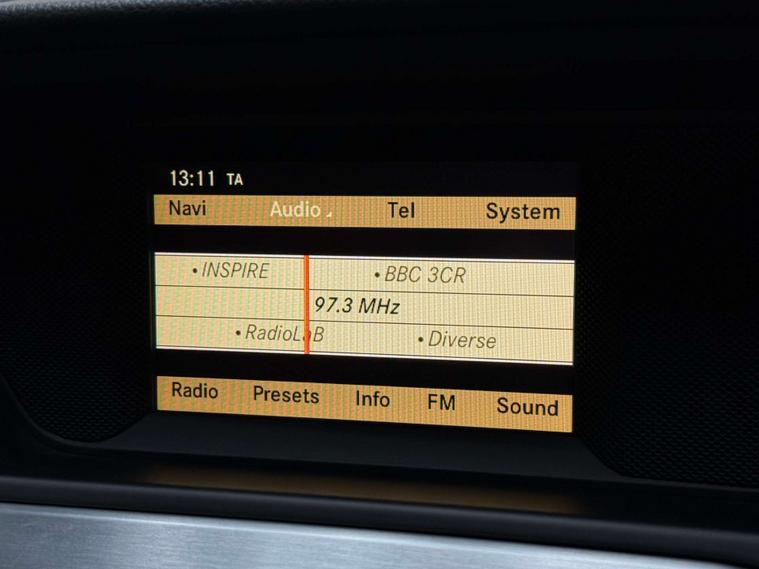 13:11 TA
Navi Audio Tel System
•INSPIRE •BBC 3CR
97.3 MHz
•RadioLaB •Diverse
Radio Presets Info FM Sound